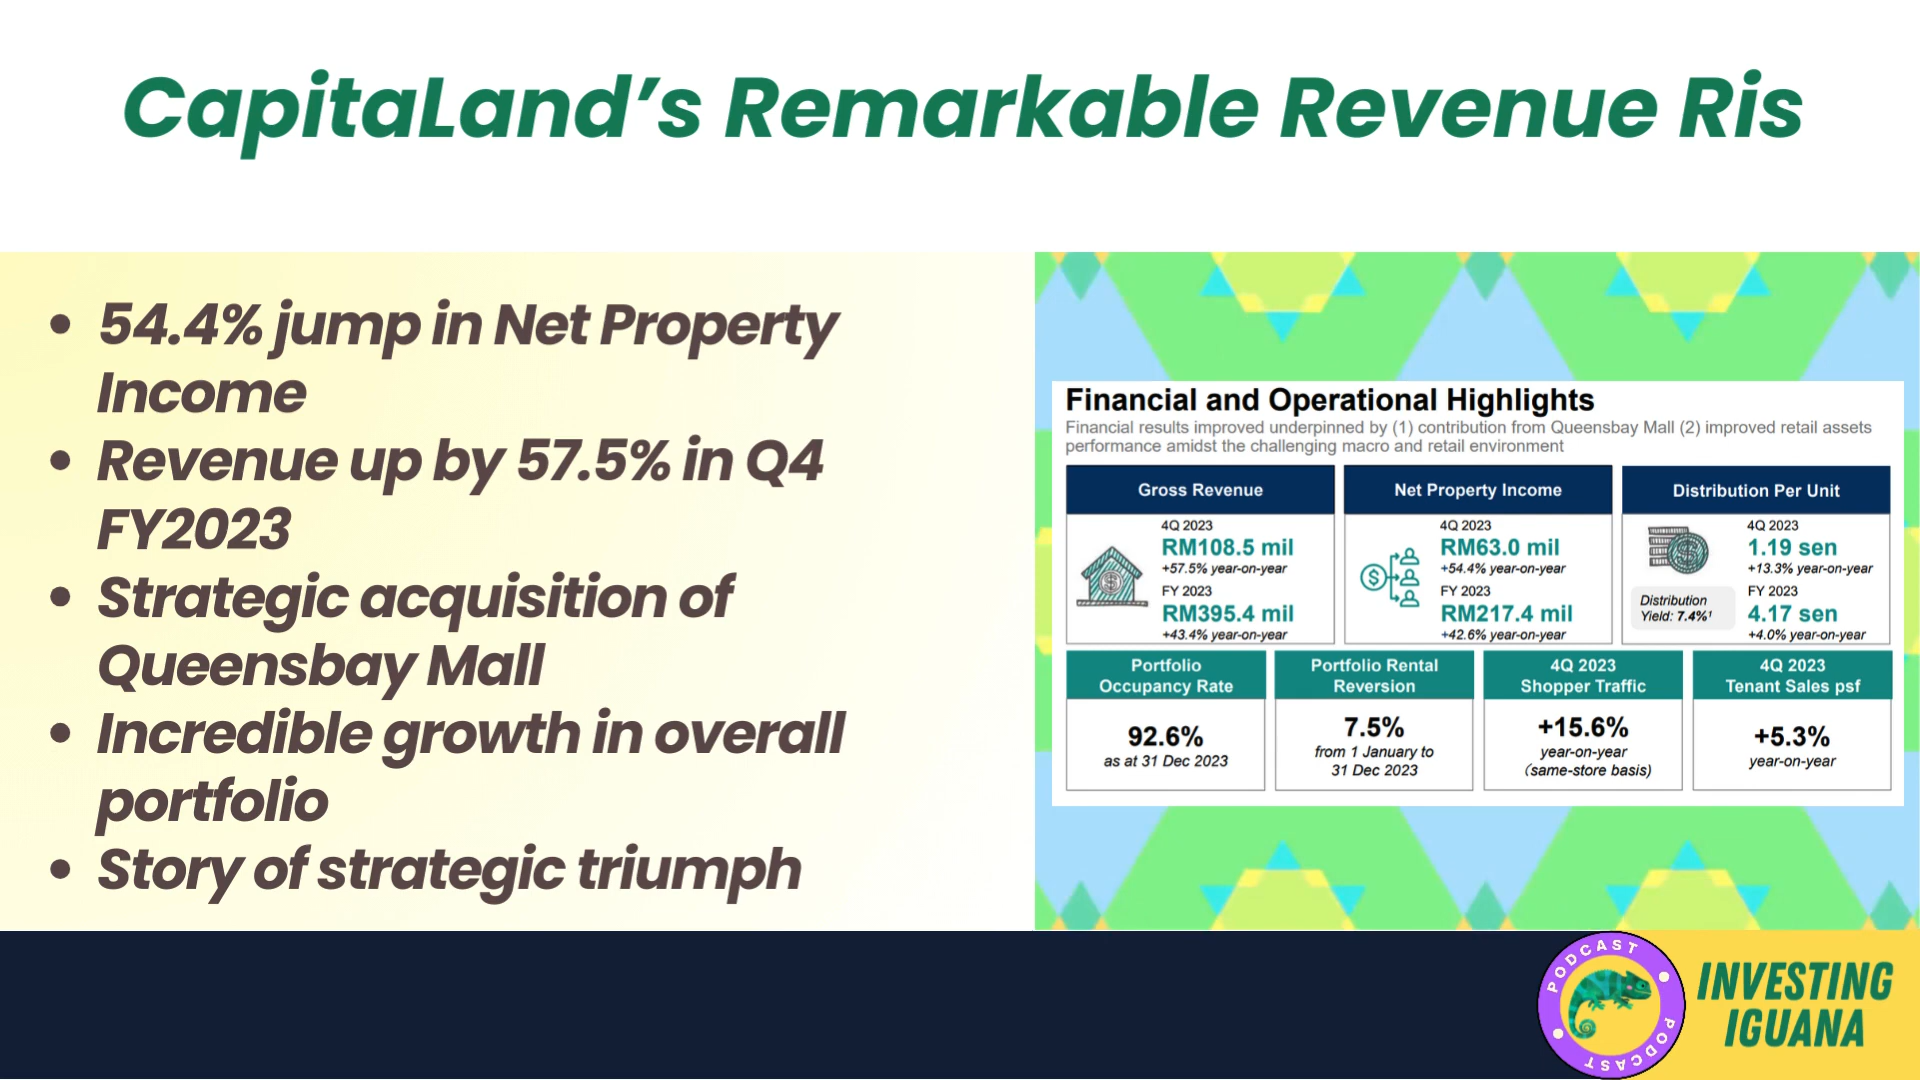 CapitaLand’s Remarkable Revenue Ris
• 54.4% jump in Net Property
Income
• Revenue up by 57.5% in Q4
FY2023
• Strategic acquisition of
Queensbay Mall
• Incredible growth in overall
portfolio
• Story of strategic triumph
Financial and Operational Highlights
Financial results improved underpinned by (1) contribution from Queensbay Mall (2) improved retail assets
performance amidst the challenging macro and retail environment
Gross Revenue
4Q 2023
RM108.5 mil
+57.5% year-on-year
FY 2023
RM395.4 mil
+43.4% year-on-year
Net Property Income
4Q 2023
RM63.0 mil
+54.4% year-on-year
FY 2023
RM217.4 mil
+42.6% year-on-year
Distribution Per Unit
4Q 2023
1.19 sen
+13.3% year-on-year
Distribution
Yield: 7.4%¹
FY 2023
4.17 sen
+4.0% year-on-year
Portfolio
Occupancy Rate
92.6%
as at 31 Dec 2023
Portfolio Rental
Reversion
7.5%
from 1 January to
31 Dec 2023
4Q 2023
Shopper Traffic
+15.6%
year-on-year
(same-store basis)
4Q 2023
Tenant Sales psf
+5.3%
year-on-year
PODCAST
PODCAST
INVESTING
IGUANA